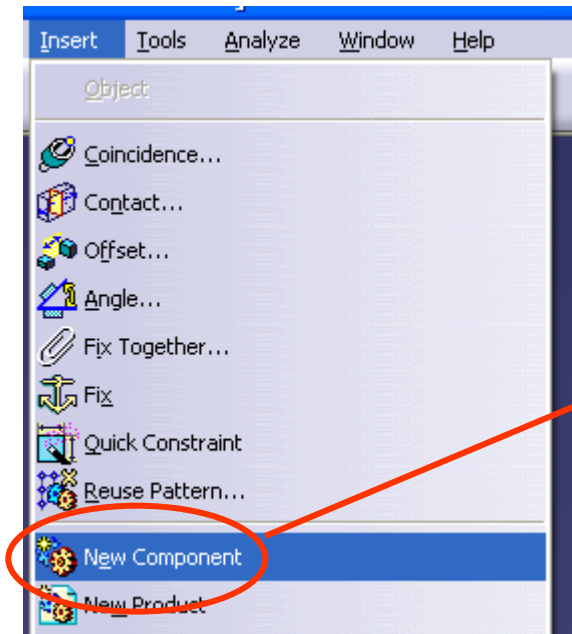 Insert Tools Analyze Window Help
Object
Coincidence...
Contact...
Offset...
Angle...
Fix Together...
Fix
Quick Constraint
Reuse Pattern...
New Component
New Product